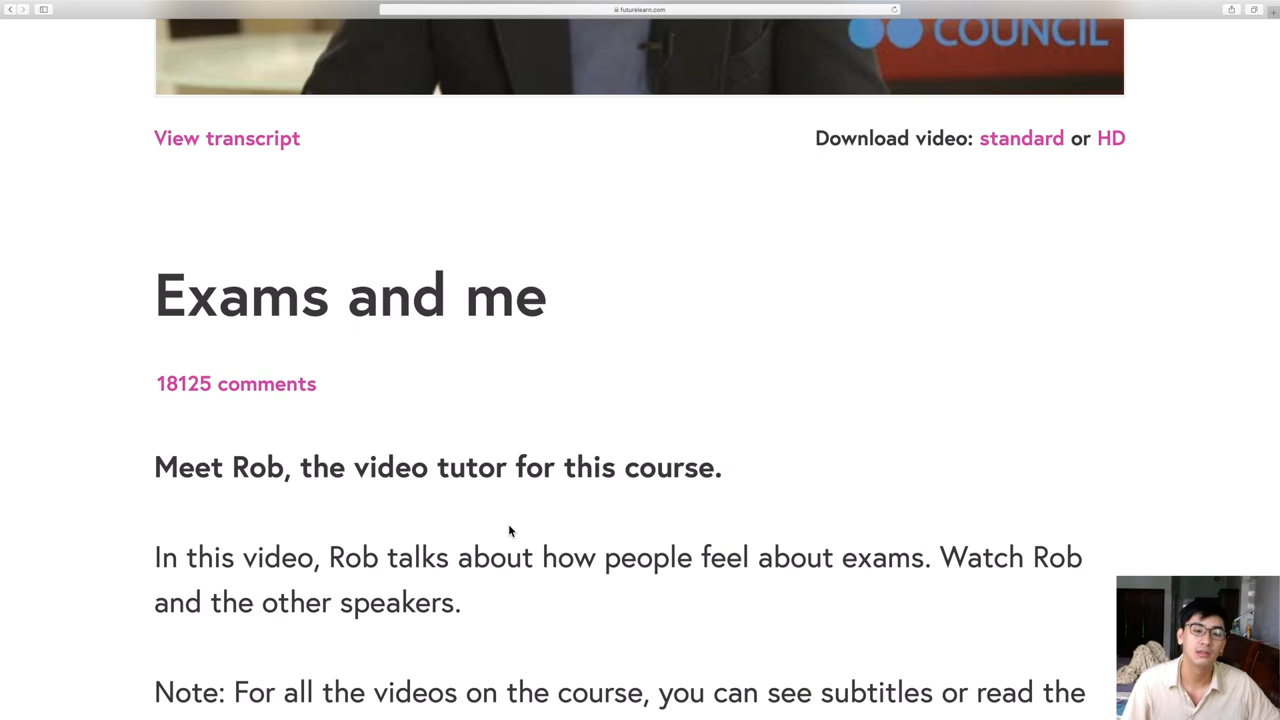 futurelearn.com
COUNCIL
View transcript
Download video: standard or HD
Exams and me
18125 comments
Meet Rob, the video tutor for this course.
In this video, Rob talks about how people feel about exams. Watch Rob
and the other speakers.
Note: For all the videos on the course, you can see subtitles or read the